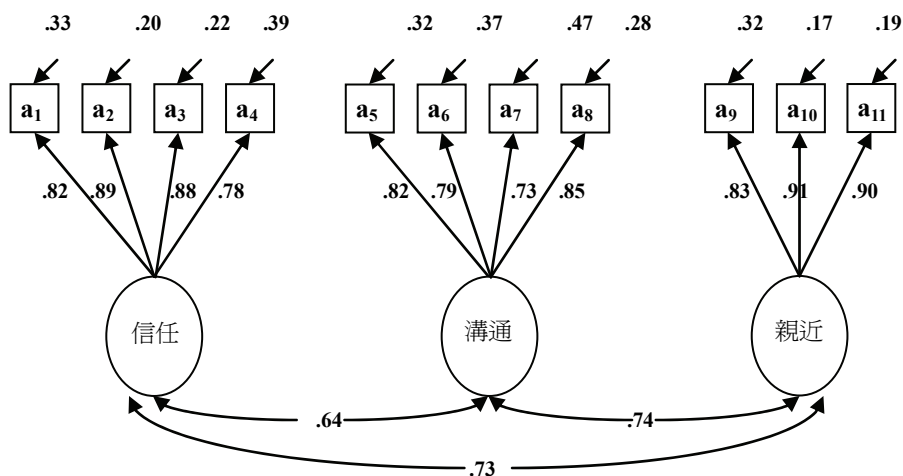 .33 .20 .22 .39 .32 .37 .47 .28 .32 .17 .19
a1 a2 a3 a4 a5 a6 a7 a8 a9 a10 a11
.82 .89 .88 .78 .82 .79 .73 .85 .83 .91 .90
信任 溝通 親近
.64 .74
.73